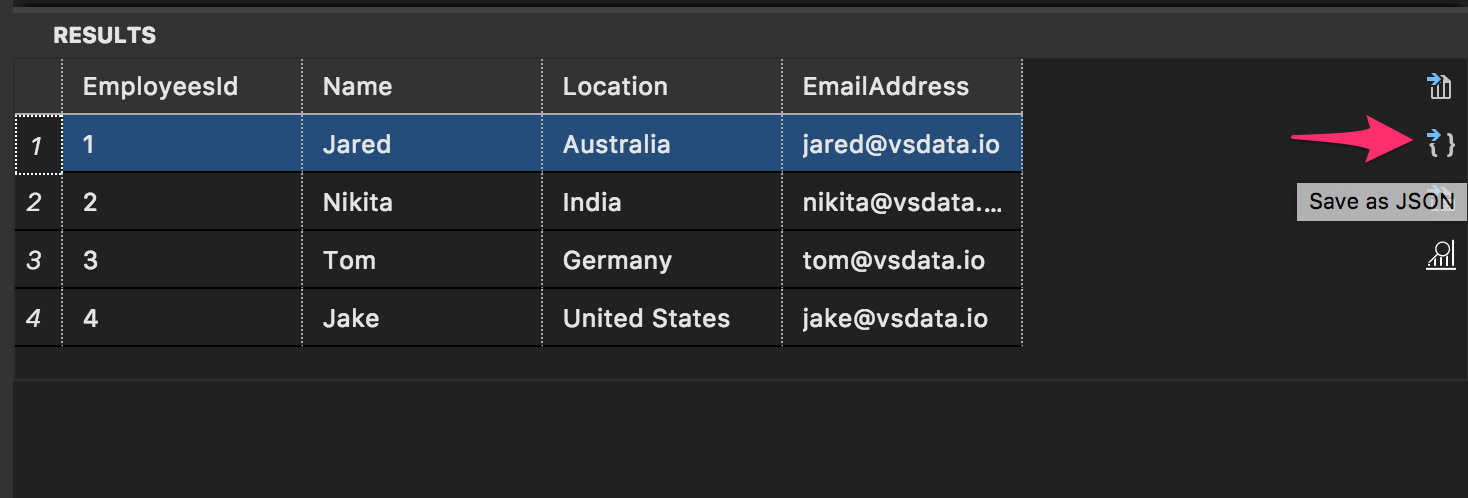 RESULTS
EmployeesId Name Location EmailAddress
1 1 Jared Australia jared@vsdata.io
2 2 Nikita India nikita@vsdata.…
Save as JSON
3 3 Tom Germany tom@vsdata.io
4 4 Jake United States jake@vsdata.io